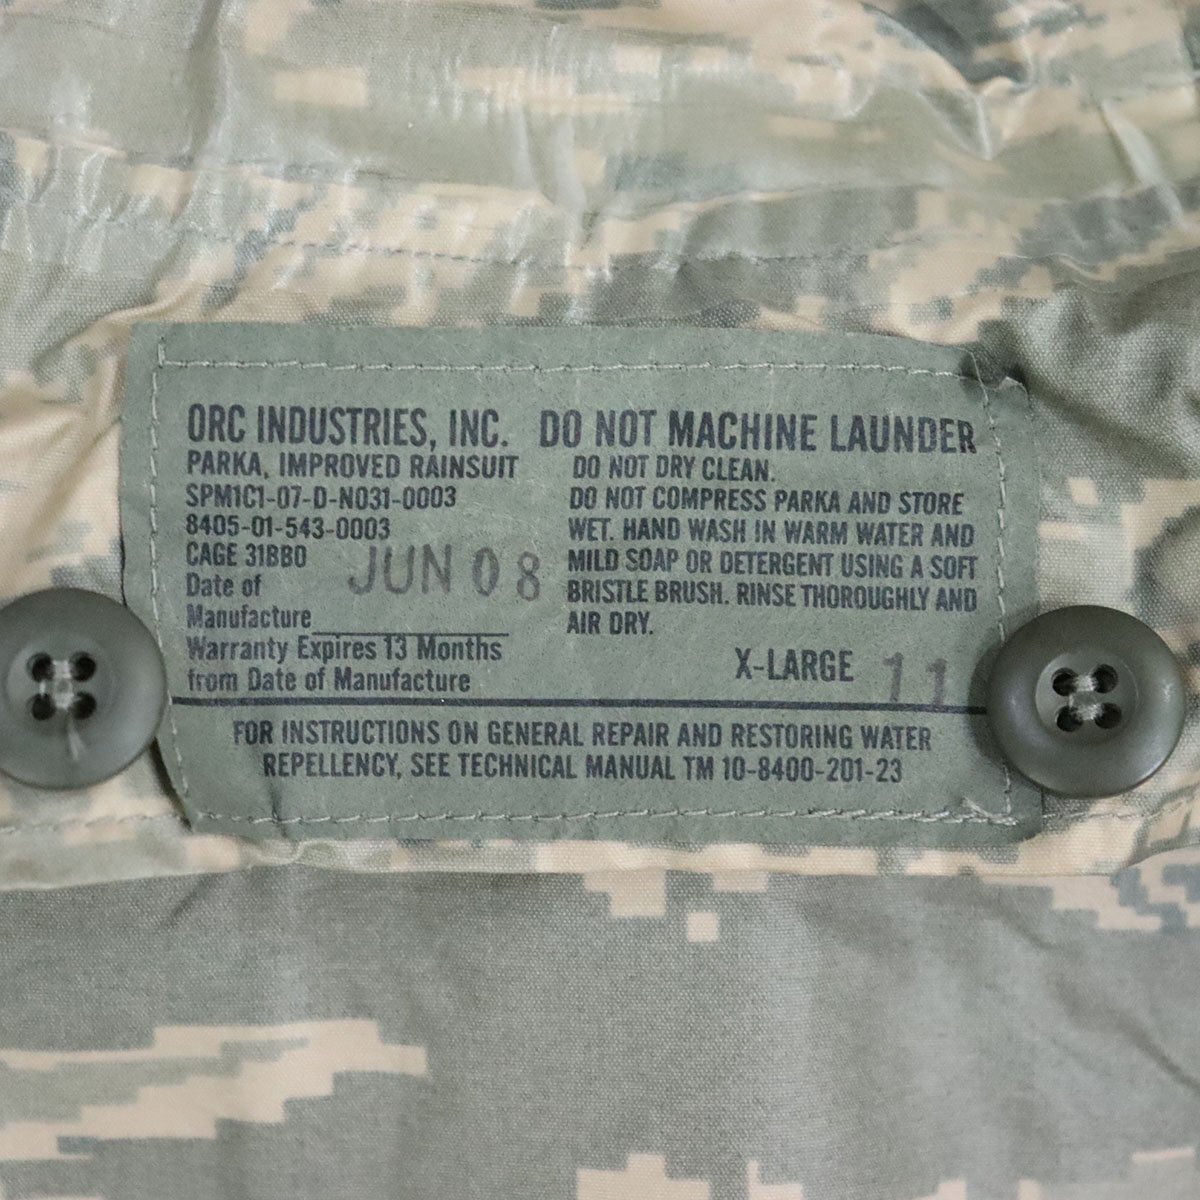 ORC INDUSTRIES, INC.
PARKA, IMPROVED RAINSUIT
SPM1C1-07-D-N031-0003
8405-01-543-0003
CAGE 31BB0
Date of
Manufacture
JUN 08
Warranty Expires 13 Months
from Date of Manufacture
DO NOT MACHINE LAUNDER
DO NOT DRY CLEAN.
DO NOT COMPRESS PARKA AND STORE
WET. HAND WASH IN WARM WATER AND
MILD SOAP OR DETERGENT USING A SOFT
BRISTLE BRUSH. RINSE THOROUGHLY AND
AIR DRY.
X-LARGE 11
FOR INSTRUCTIONS ON GENERAL REPAIR AND RESTORING WATER
REPELLENCY, SEE TECHNICAL MANUAL TM 10-8400-201-23